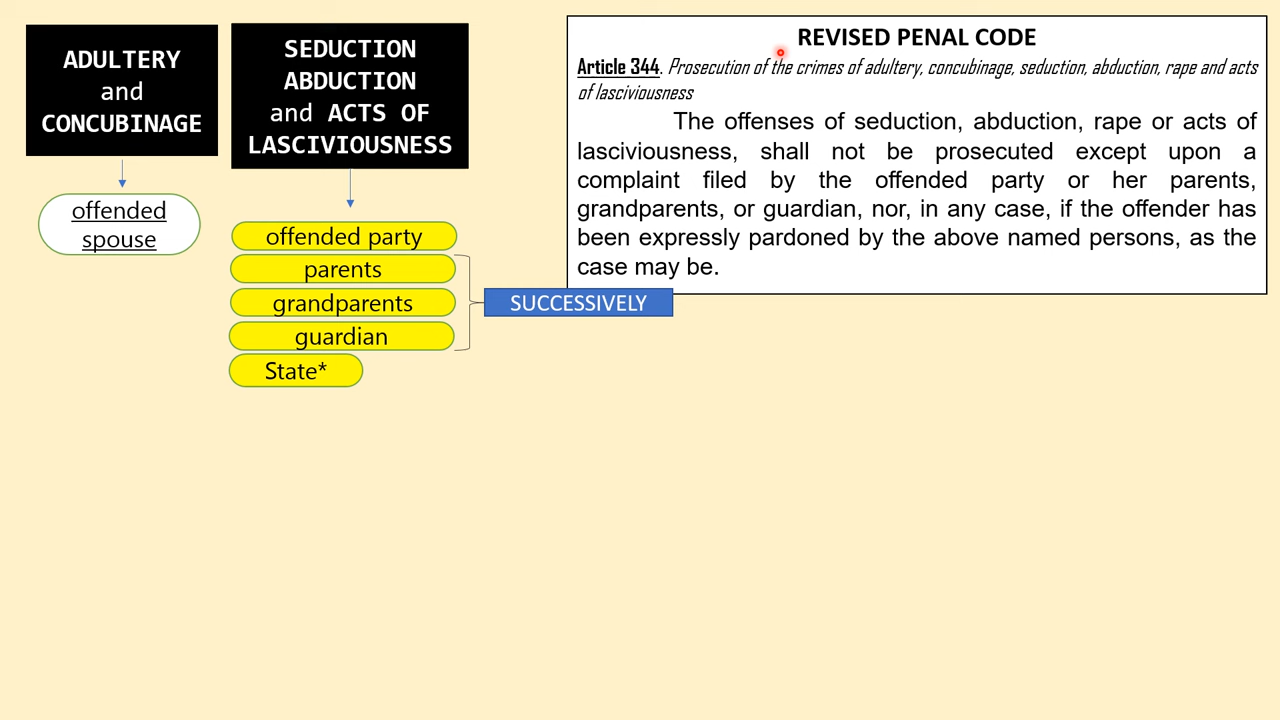 ADULTERY
and
CONCUBINAGE
offended
spouse
SEDUCTION
ABDUCTION
and ACTS OF
LASCIVIOUSNESS
offended party
parents
grandparents
guardian
State*
SUCCESSIVELY
REVISED PENAL CODE
Article 344. Prosecution of the crimes of adultery, concubinage, seduction, abduction, rape and acts
of lasciviousness
The offenses of seduction, abduction, rape or acts of
lasciviousness, shall not be prosecuted except upon a
complaint filed by the offended party or her parents,
grandparents, or guardian, nor, in any case, if the offender has
been expressly pardoned by the above named persons, as the
case may be.